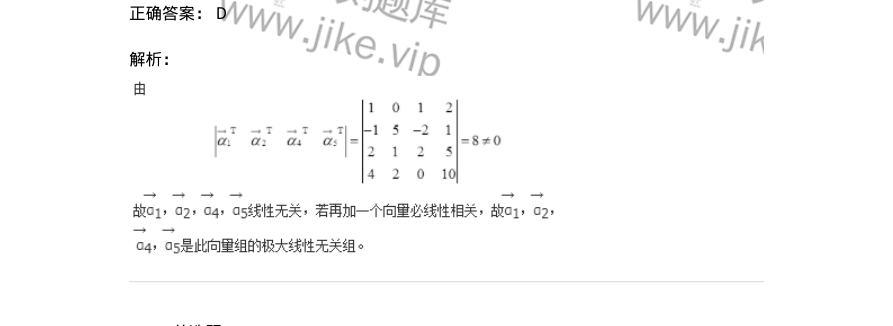 正确答案： D
题库
www.jike.vip
www.jik
解析：
由
|α₁ᵀ α₂ᵀ α₄ᵀ α₅ᵀ| =
|1 0 1 2|
|−1 5 −2 1|
|2 1 2 5|
|4 2 0 10|
=8≠0
故α1，α2，α4，α5线性无关，若再加一个向量必线性相关，故α1，α2，
α4，α5是此向量组的极大线性无关组。